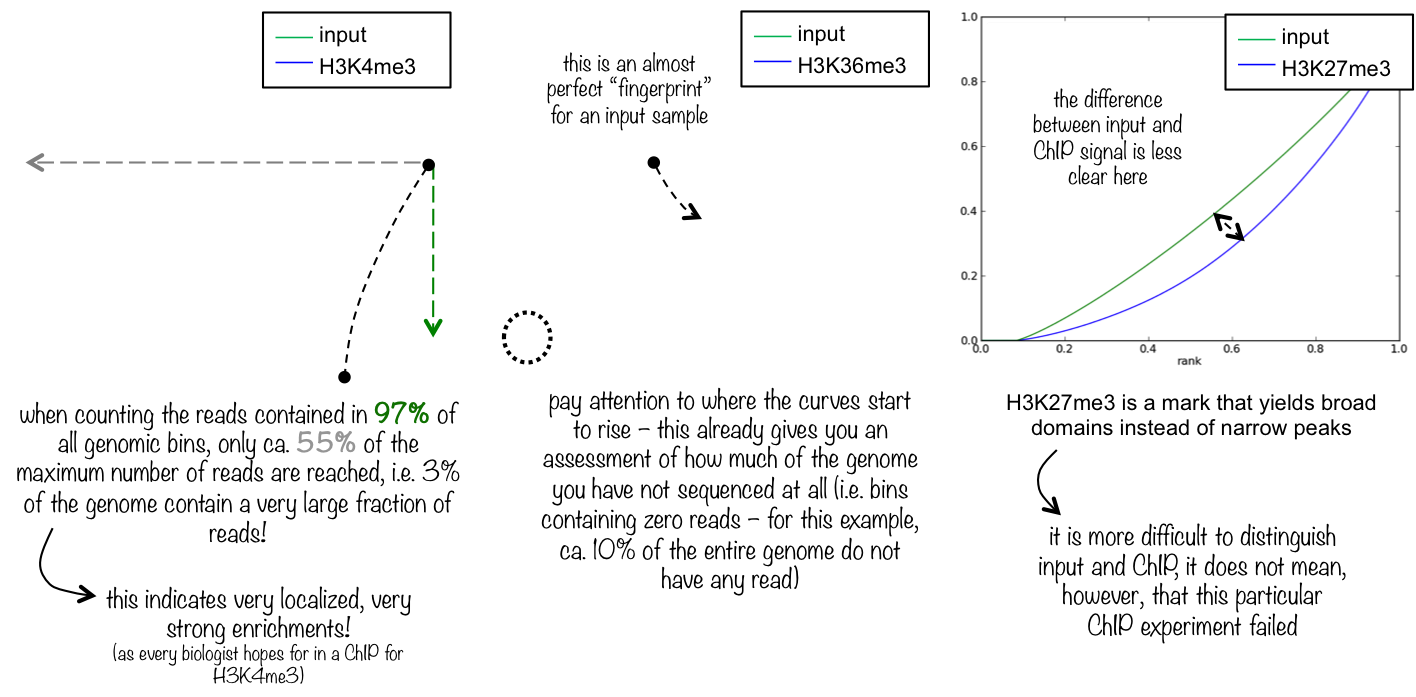 input
H3K4me3
when counting the reads contained in 97% of
all genomic bins, only ca. 55% of the
maximum number of reads are reached, i.e. 3%
of the genome contain a very large fraction of
reads!
this indicates very localized, very
strong enrichments!
(as every biologist hopes for in a ChIP for
H3K4me3)
input
H3K36me3
this is an almost
perfect “fingerprint”
for an input sample
pay attention to where the curves start
to rise – this already gives you an
assessment of how much of the genome
you have not sequenced at all (i.e. bins
containing zero reads – for this example,
ca. 10% of the entire genome do not
have any read)
input
H3K27me3
1.0
0.8
0.6
0.4
0.2
0.0
the difference
between input and
ChIP signal is less
clear here
0.0 0.2 0.4 0.6 0.8 1.0
rank
H3K27me3 is a mark that yields broad
domains instead of narrow peaks
it is more difficult to distinguish
input and ChIP, it does not mean,
however, that this particular
ChIP experiment failed